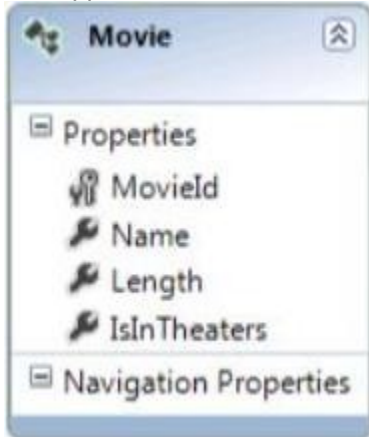 Movie
Properties
MovieId
Name
Length
IsInTheaters
Navigation Properties